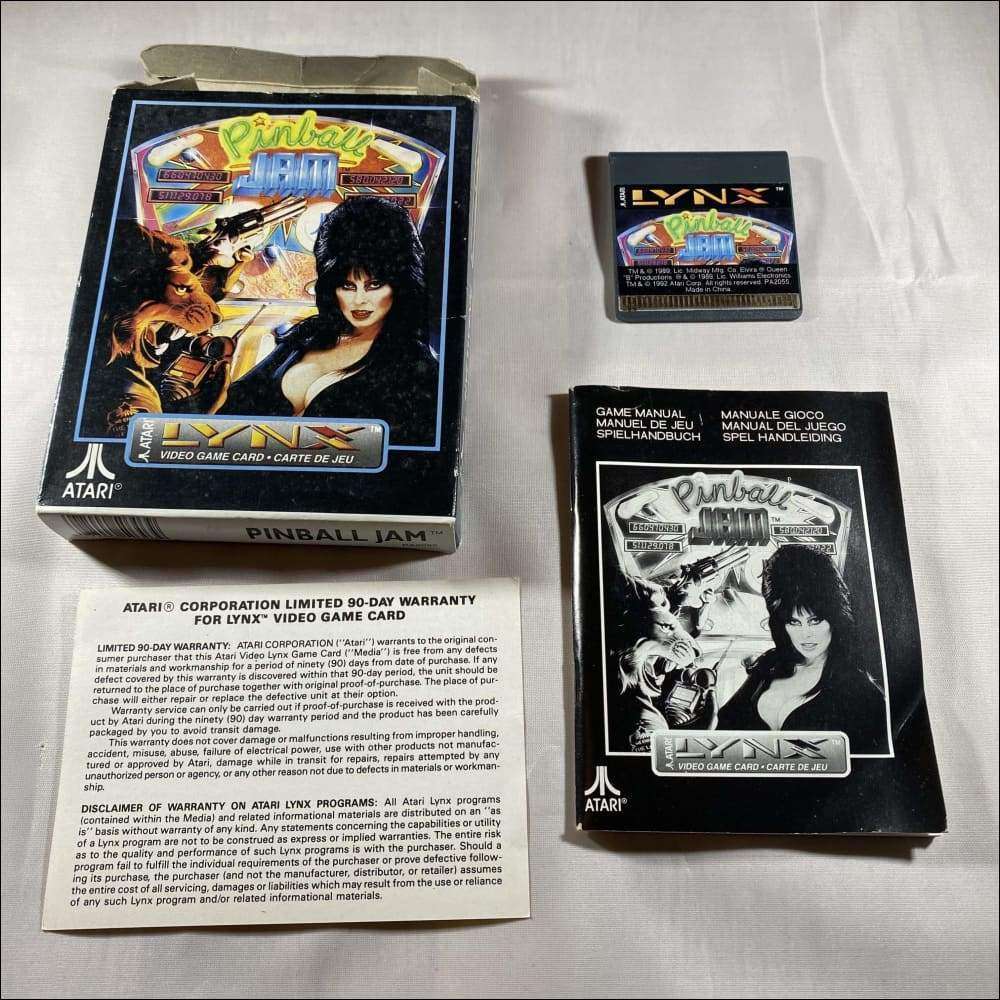 Pinball
JAM
660970430
580042120
511129.078
ATARI
LYNX™
VIDEO GAME CARD • CARTE DE JEU
ATARI®
PINBALL JAM™
ATARI
LYNX™
Pinball
JAM
TM & © 1989. Lic. Midway Mfg. Co. Elvira ® Queen
"B" Productions ® & © 1989. Lic. Williams Electronics
TM & © 1992 Atari Corp. All rights reserved. PA2055
Made in China.
GAME MANUAL
MANUEL DE JEU
SPIELHANDBUCH
MANUALE GIOCO
MANUAL DEL JUEGO
SPEL HANDLEIDING
Pinball
JAM™
660970430
580042120
511129.078
ATARI
LYNX™
VIDEO GAME CARD • CARTE DE JEU
ATARI®
ATARI® CORPORATION LIMITED 90-DAY WARRANTY
FOR LYNX™ VIDEO GAME CARD
LIMITED 90-DAY WARRANTY: ATARI CORPORATION (''Atari'') warrants to the original con-
sumer purchaser that this Atari Video Lynx Game Card (''Media'') is free from any defects
in materials and workmanship for a period of ninety (90) days from date of purchase. If any
defect covered by this warranty is discovered within that 90-day period, the unit should be
returned to the place of purchase together with original proof-of-purchase. The place of pur-
chase will either repair or replace the defective unit at their option.
Warranty service can only be carried out if proof-of-purchase is received with the prod-
uct by Atari during the ninety (90) day warranty period and the product has been carefully
packaged by you to avoid transit damage.
This warranty does not cover damage or malfunctions resulting from improper handling,
accident, misuse, abuse, failure of electrical power, use with other products not manufac-
tured or approved by Atari, damage while in transit for repairs, repairs attempted by any
unauthorized person or agency, or any other reason not due to defects in materials or workman-
ship.
DISCLAIMER OF WARRANTY ON ATARI LYNX PROGRAMS: All Atari Lynx programs
(contained within the Media) and related informational materials are distributed on an ''as
is'' basis without warranty of any kind. Any statements concerning the capabilities or utility
of a Lynx program are not to be construed as express or implied warranties. The entire risk
as to the quality and performance of such Lynx programs is with the purchaser. Should a
program fail to fulfill the individual requirements of the purchaser or prove defective follow-
ing its purchase, the purchaser (and not the manufacturer, distributor, or retailer) assumes
the entire cost of all servicing, damages or liabilities which may result from the use or reliance
of any such Lynx program and/or related informational materials.